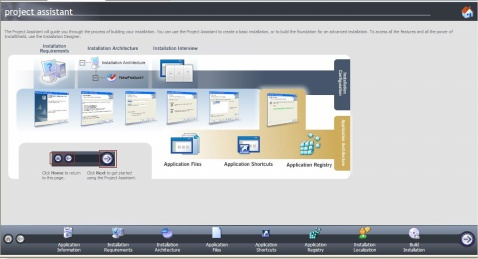 project assistant
The Project Assistant will guide you through the process of building your installation. You can use the Project Assistant to create a basic installation, or to build the foundation for an advanced installation. To access all the features and all the power of
InstallShield, use the Installation Designer.
Installation
Requirements
Installation Architecture
Installation Interview
Installation Architecture
NewFeature1
Installation
Configuration
Application Architecture
Application Files
Application Shortcuts
Application Registry
Click Home to return
to this page.
Click Next to get started
using the Project Assistant.
Application
Information
Installation
Requirements
Installation
Architecture
Application
Files
Application
Shortcuts
Application
Registry
Installation
Localization
Build
Installation